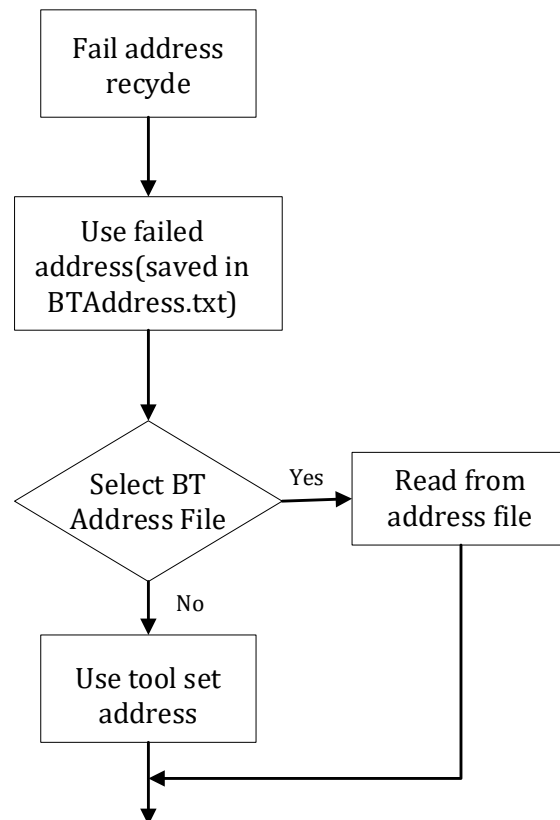 Fail address
recyde
Use failed
address(saved in
BTAddress.txt)
Select BT
Address File
Yes
Read from
address file
No
Use tool set
address